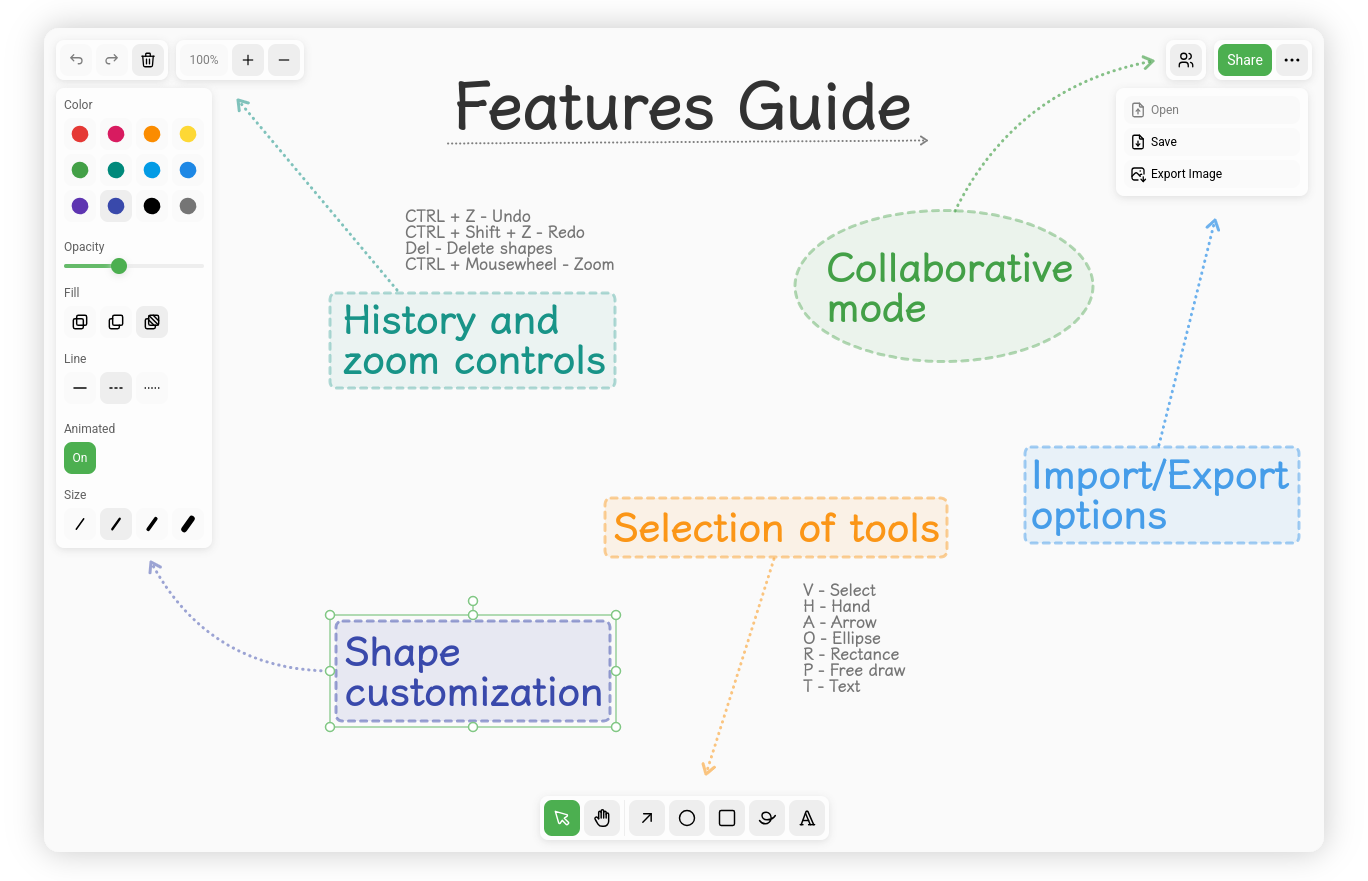 100%
Share
Color
Open
Save
Export Image
Features Guide
Opacity
Fill
Line
Animated
On
Size
CTRL + Z - Undo
CTRL + Shift + Z - Redo
Del - Delete shapes
CTRL + Mousewheel - Zoom
History and
zoom controls
Collaborative
mode
Import/Export
options
Selection of tools
V - Select
H - Hand
A - Arrow
O - Ellipse
R - Rectance
P - Free draw
T - Text
Shape
customization